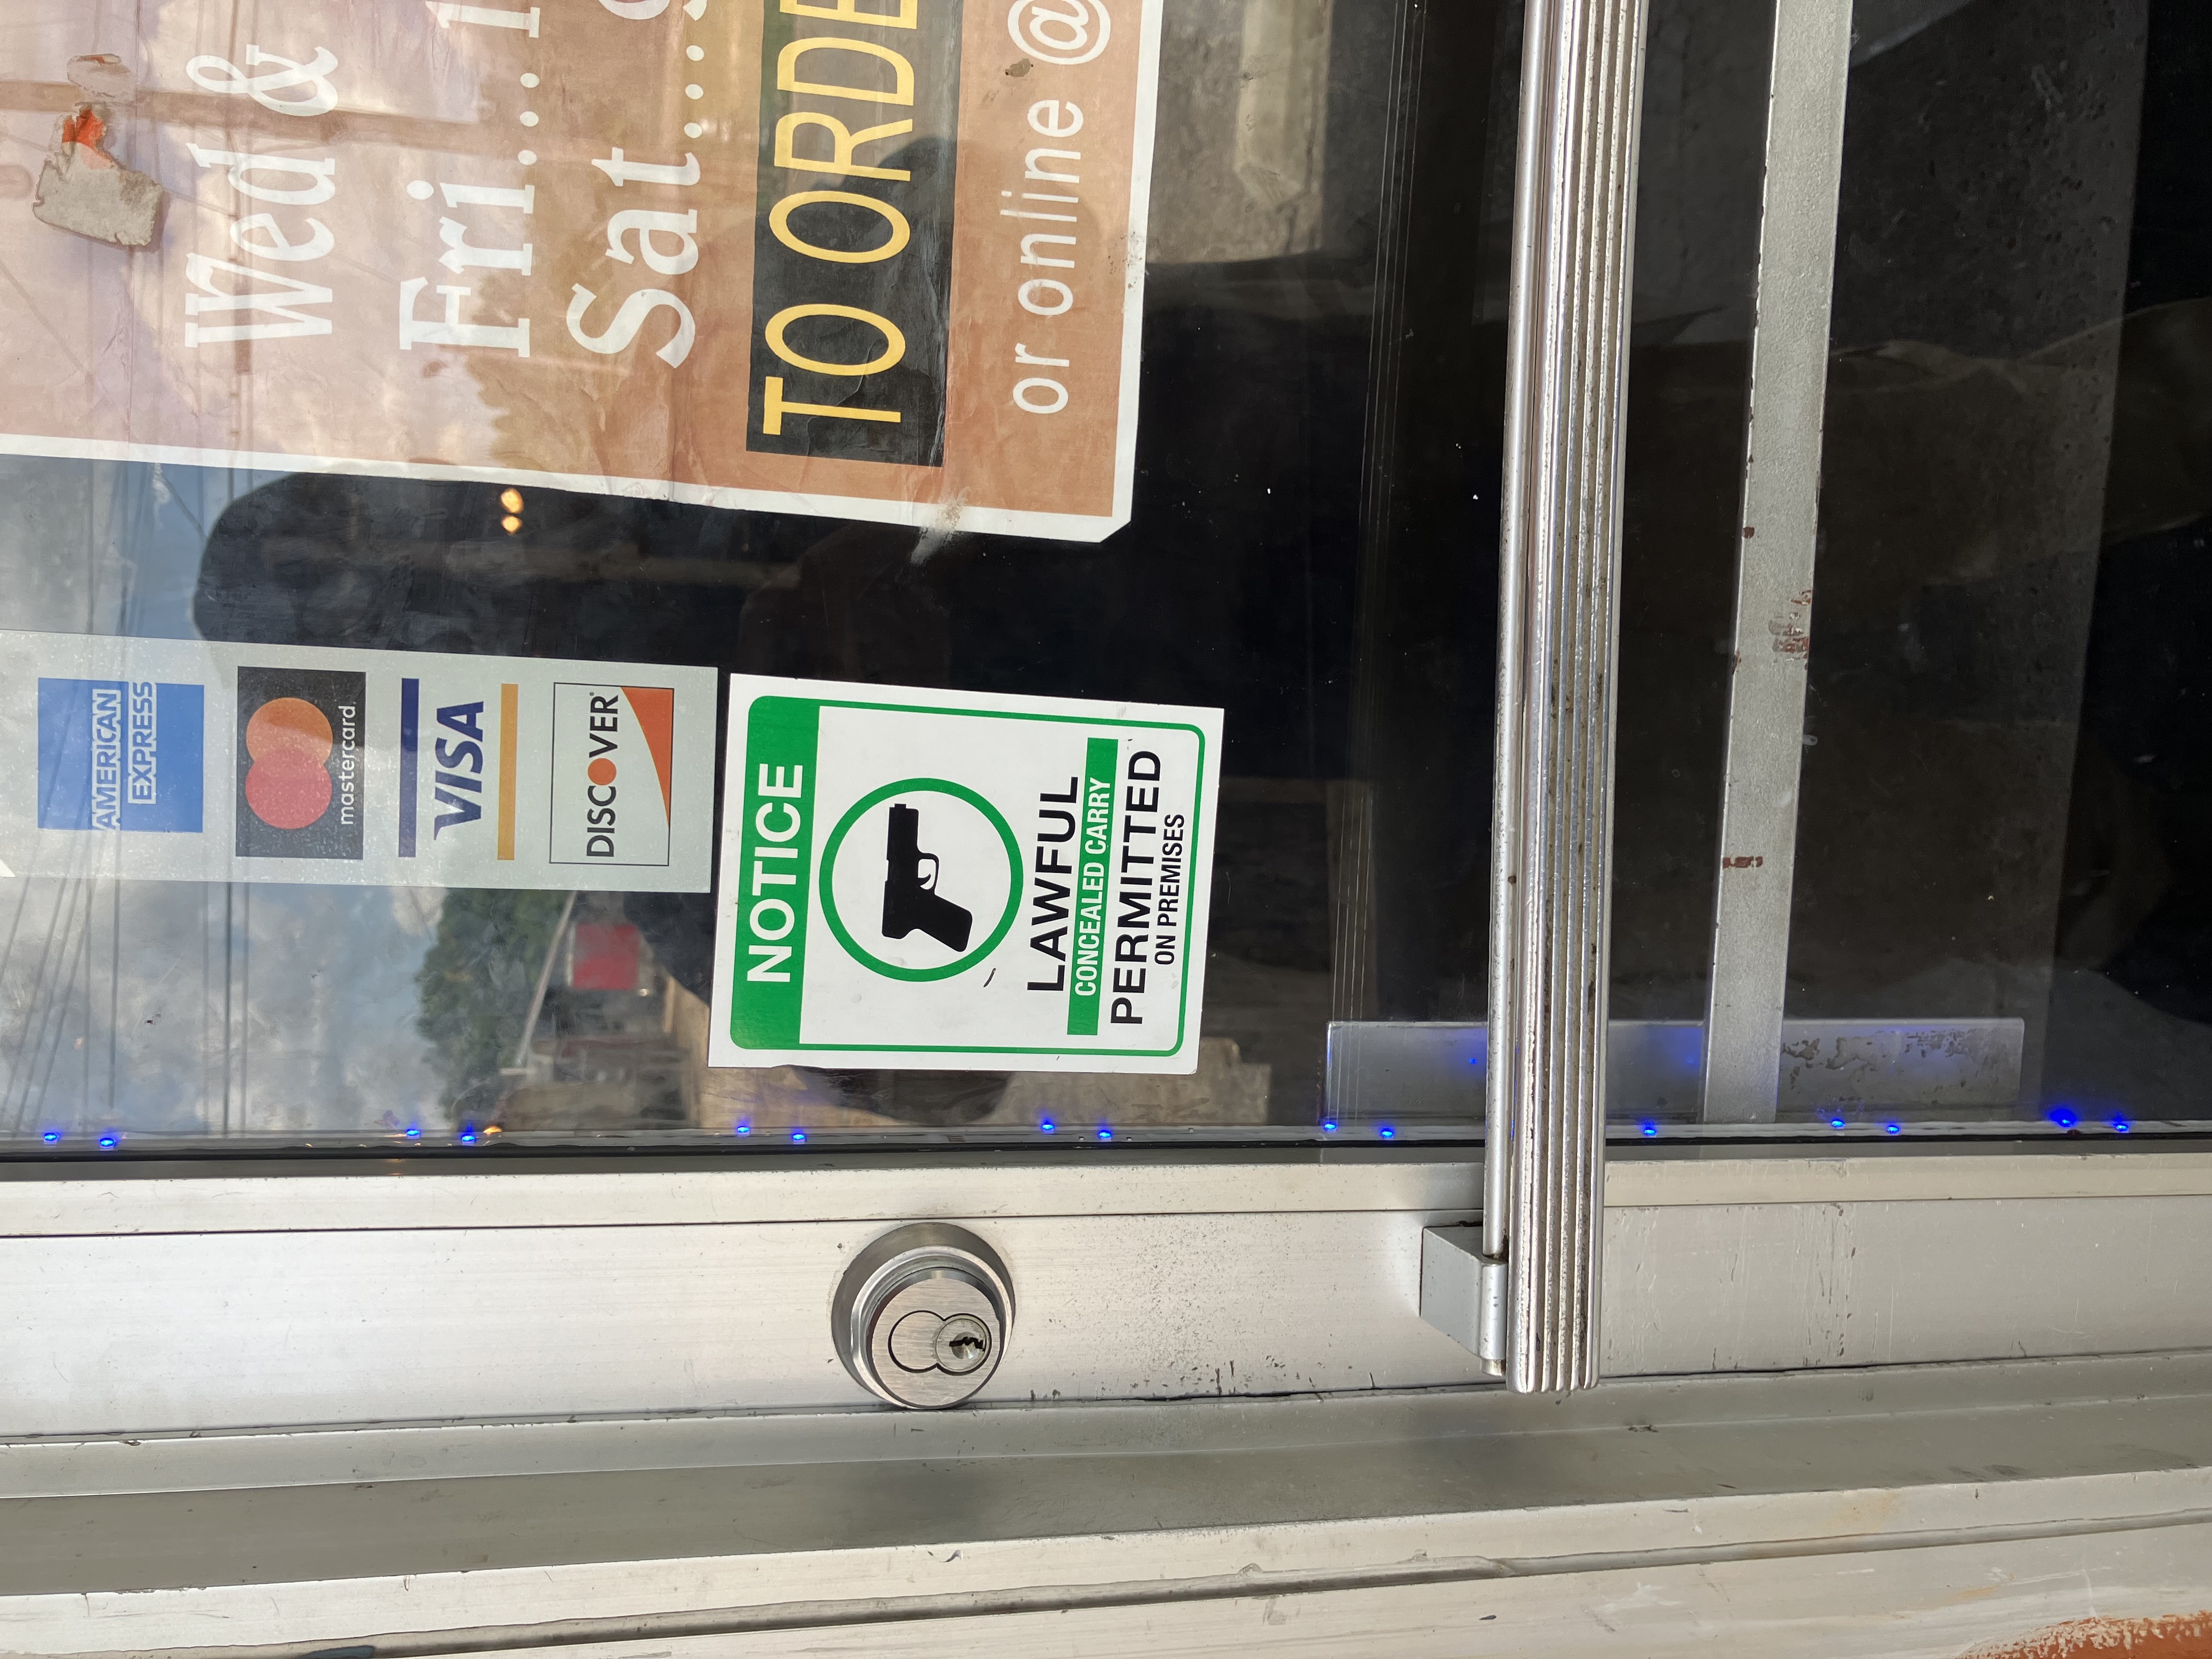 Wed &
Fri....
Sat....
TO ORDE
or online @
AMERICAN
EXPRESS
mastercard
VISA
DISCOVER
NOTICE
LAWFUL
CONCEALED CARRY
PERMITTED
ON PREMISES